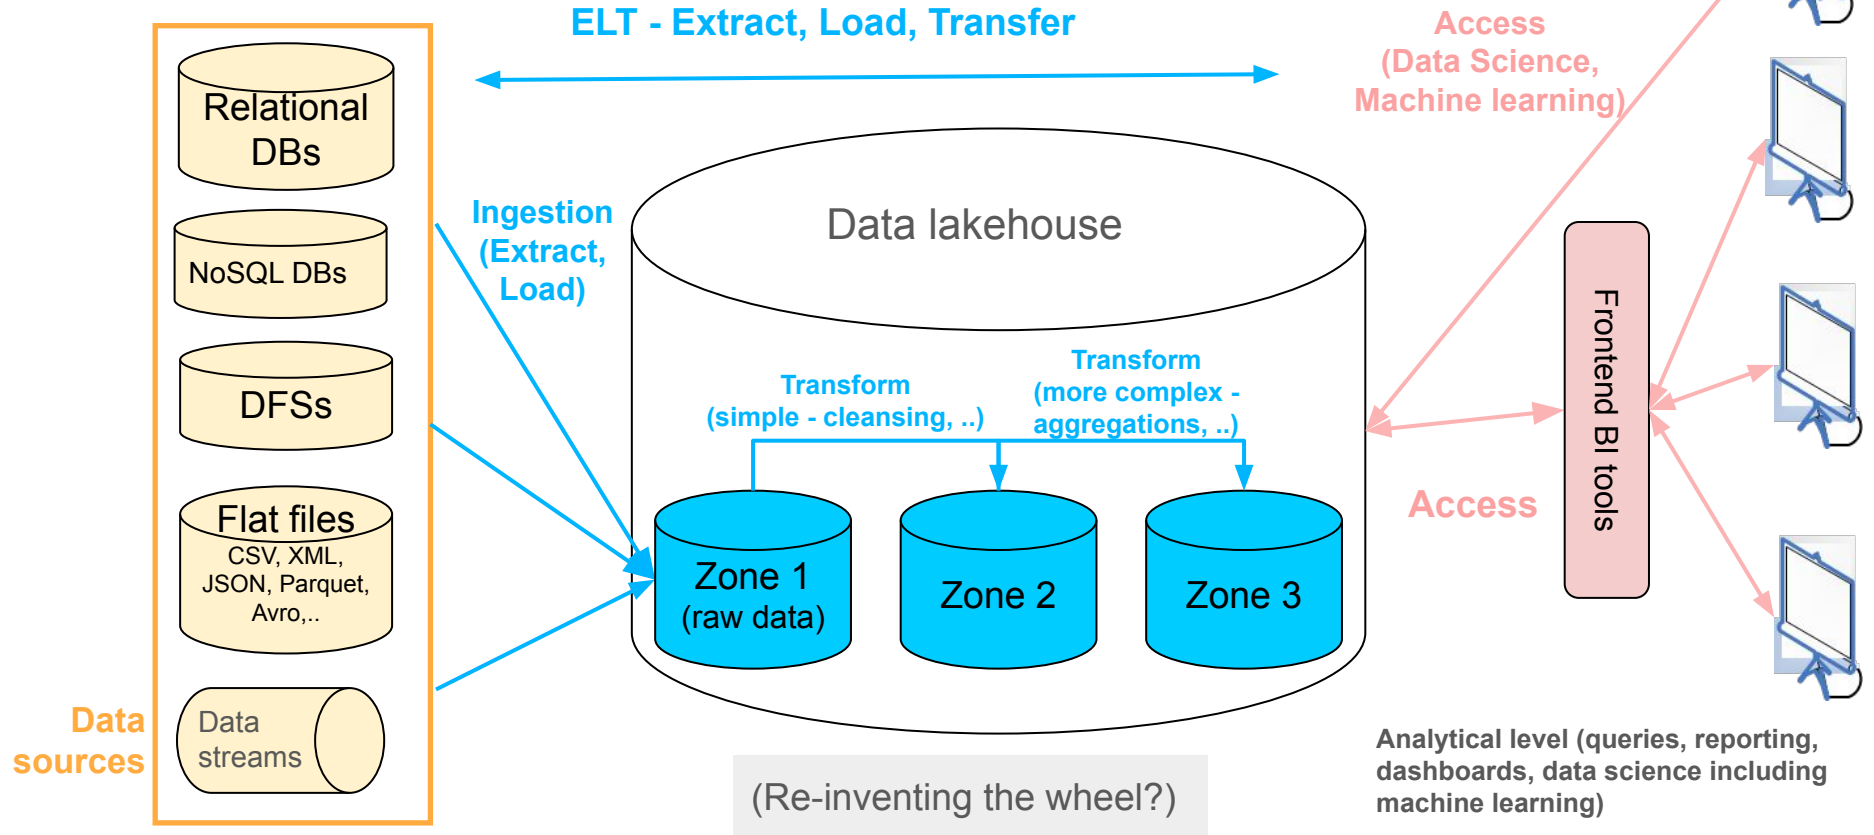 ELT - Extract, Load, Transfer
Relational
DBs
NoSQL DBs
DFSs
Flat files
CSV, XML,
JSON, Parquet,
Avro,..
Data
streams
Data
sources
Ingestion
(Extract,
Load)
Data lakehouse
Transform
(simple - cleansing, ..)
Transform
(more complex -
aggregations, ..)
Zone 1
(raw data)
Zone 2
Zone 3
(Re-inventing the wheel?)
Access
(Data Science,
Machine learning)
Access
Frontend BI tools
Analytical level (queries, reporting,
dashboards, data science including
machine learning)